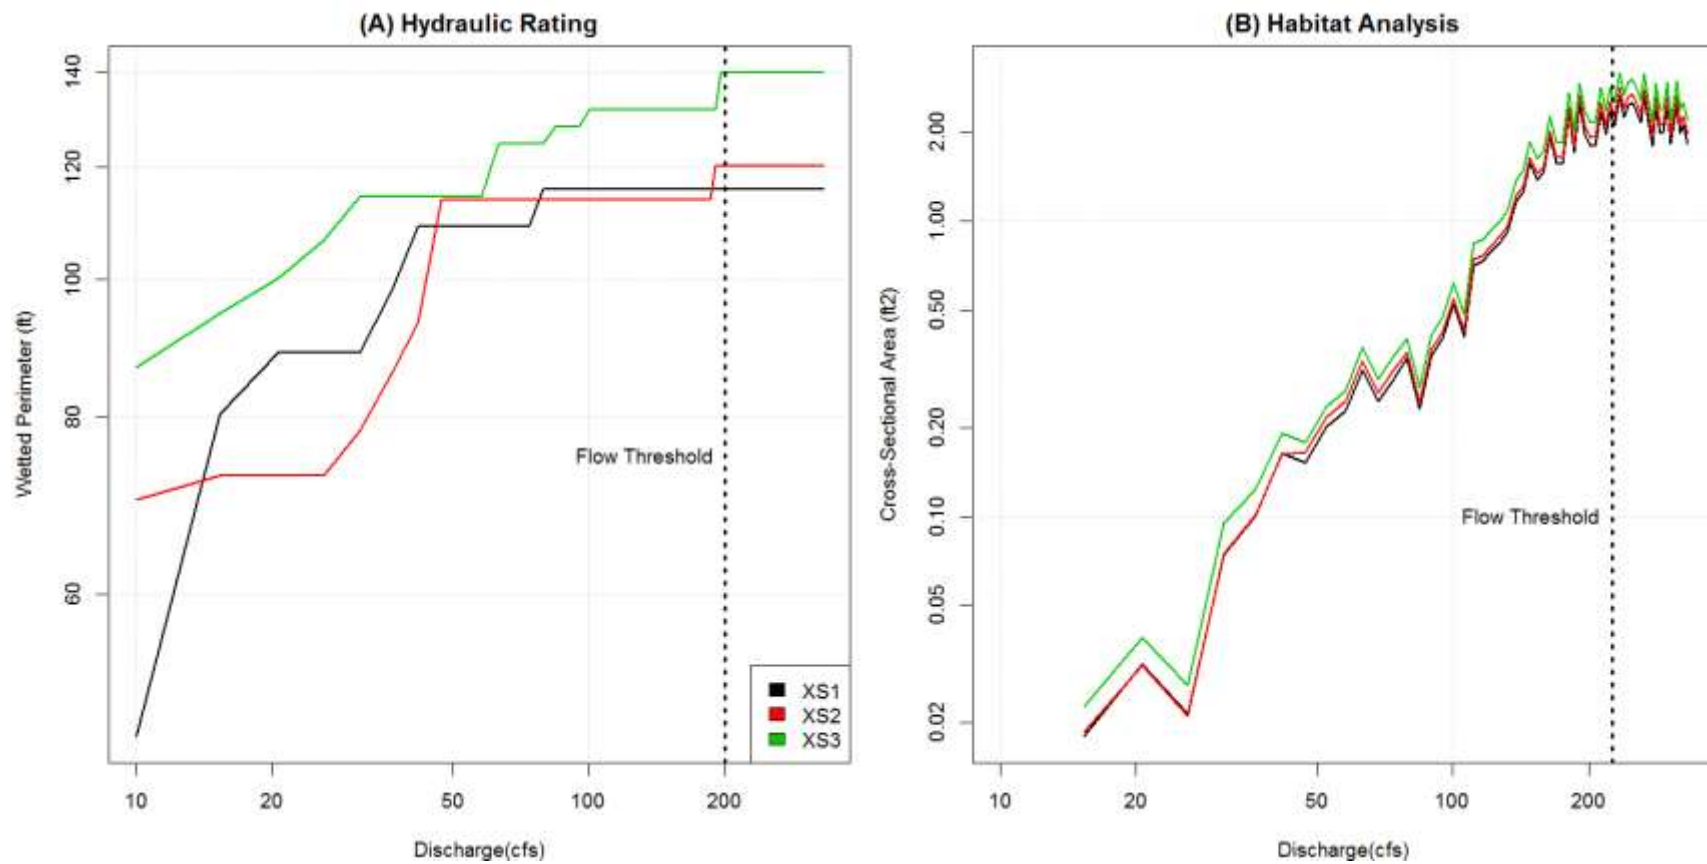 (A) Hydraulic Rating
Wetted Perimeter (ft)
140
120
100
80
60
Flow Threshold
XS1
XS2
XS3
10 20 50 100 200
Discharge(cfs)
(B) Habitat Analysis
Cross-Sectional Area (ft2)
2.00
1.00
0.50
0.20
0.10
0.05
0.02
Flow Threshold
10 20 50 100 200
Discharge(cfs)